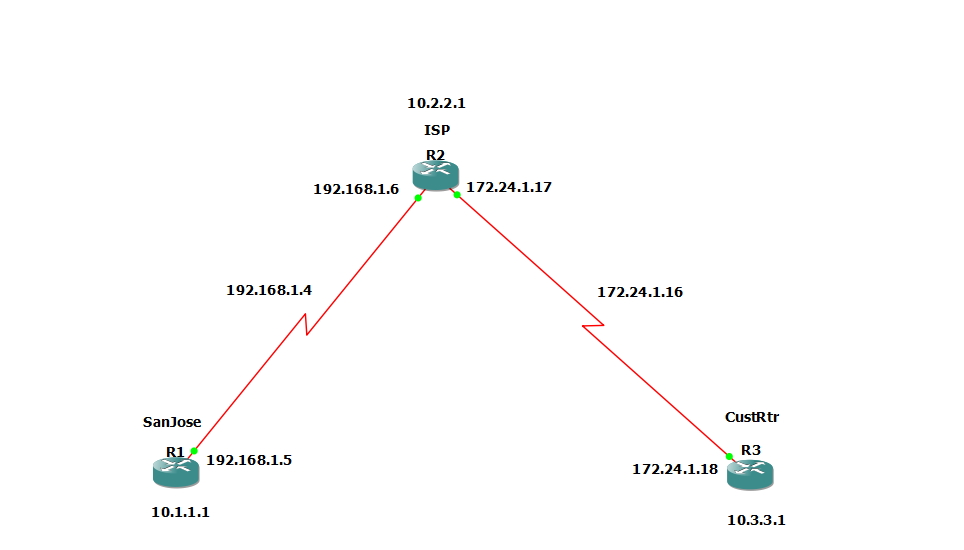 10.2.2.1
ISP
R2
192.168.1.6
172.24.1.17
192.168.1.4
172.24.1.16
SanJose
R1
192.168.1.5
10.1.1.1
CustRtr
R3
172.24.1.18
10.3.3.1